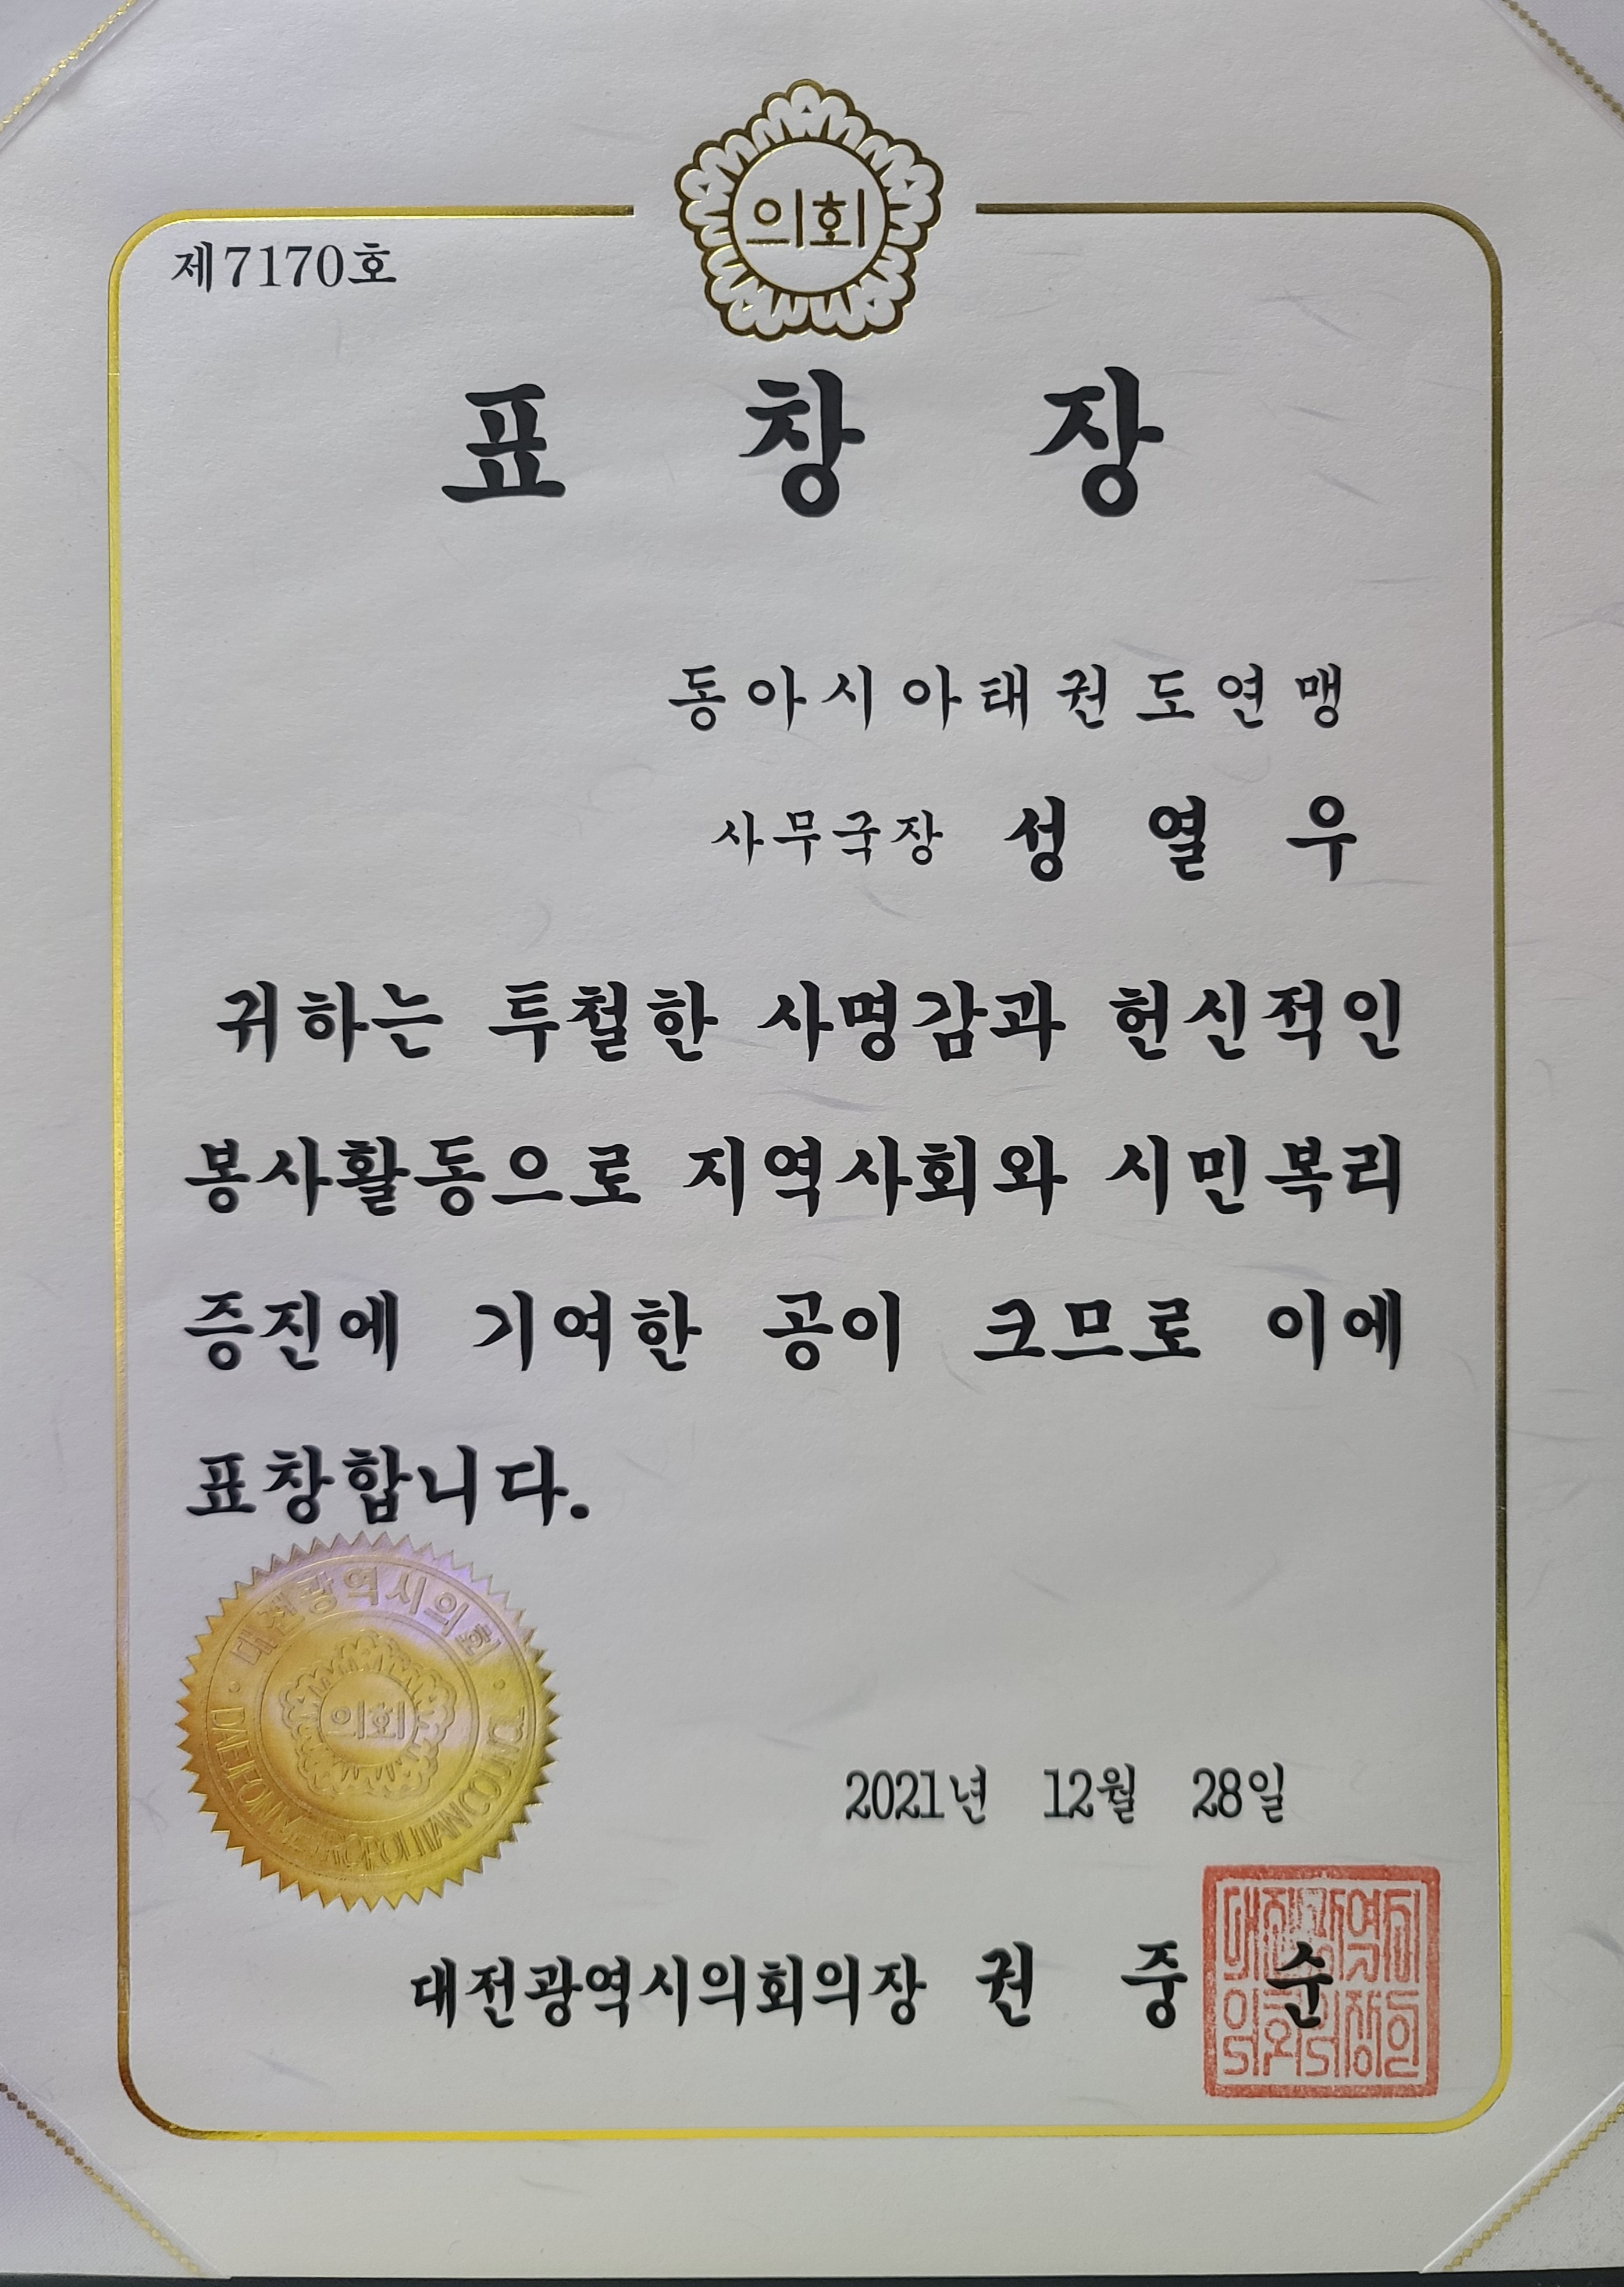 의회
제7170호
표 창 장
동아시아태권도연맹
사무국장 성 열 우
귀하는 투철한 사명감과 헌신적인
봉사활동으로 지역사회와 시민복리
증진에 기여한 공이 크므로 이에
표창합니다.
대전광역시의회
의회
DAEJEON METROPOLITAN COUNCIL
2021년 12월 28일
대전광역시의회의장 권 중 순
대전광역시
의회의장인